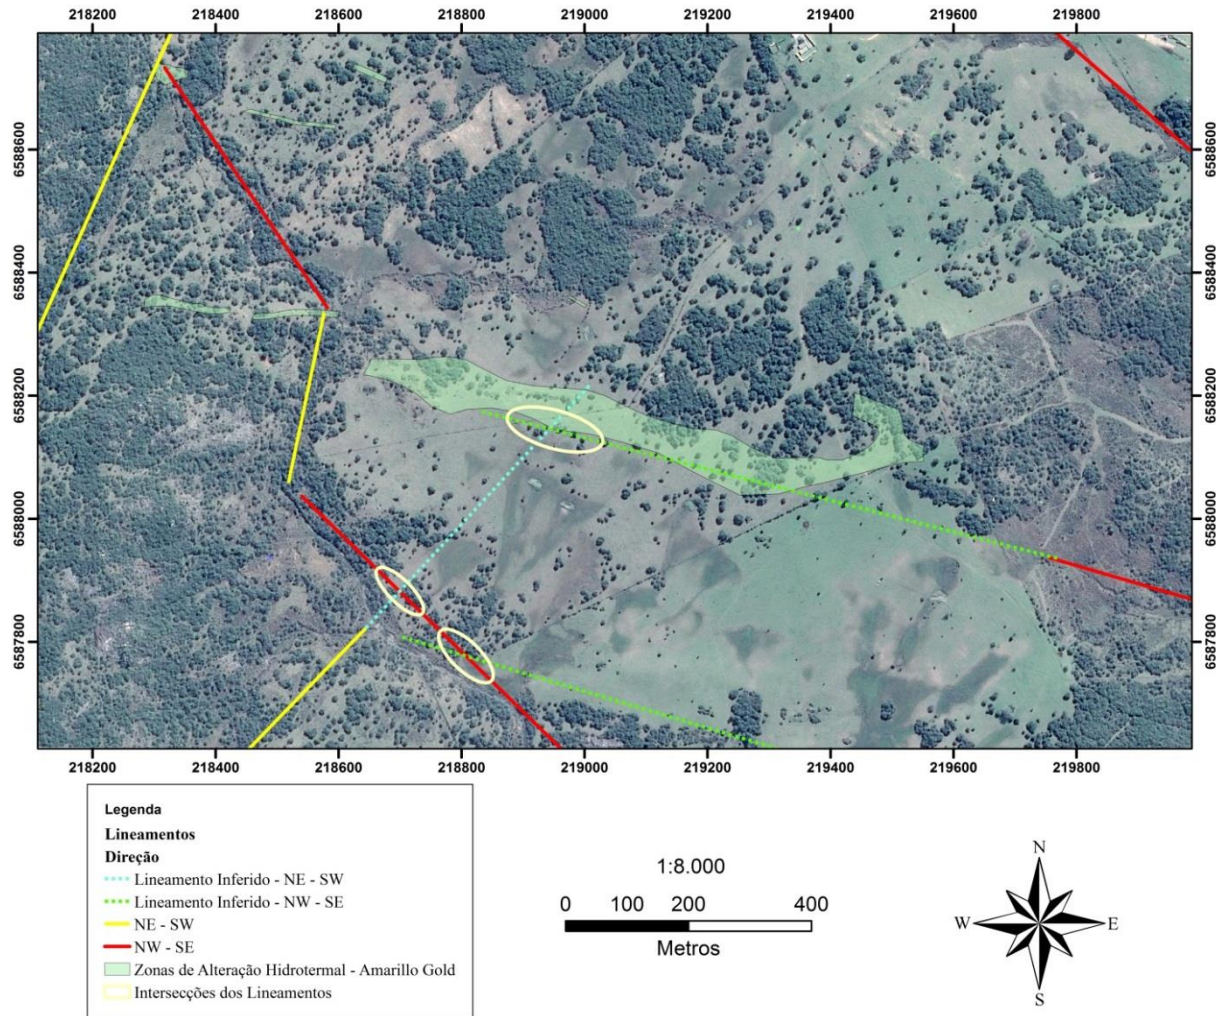 218200 218400 218600 218800 219000 219200 219400 219600 219800
6588600 6588600
6588400 6588400
6588200 6588200
6588000 6588000
6587800 6587800
218200 218400 218600 218800 219000 219200 219400 219600 219800
Legenda
Lineamentos
Direção
Lineamento Inferido - NE - SW
Lineamento Inferido - NW - SE
NE - SW
NW - SE
Zonas de Alteração Hidrotermal - Amarillo Gold
Intersecções dos Lineamentos
1:8.000
0 100 200 400
Metros
N
W E
S